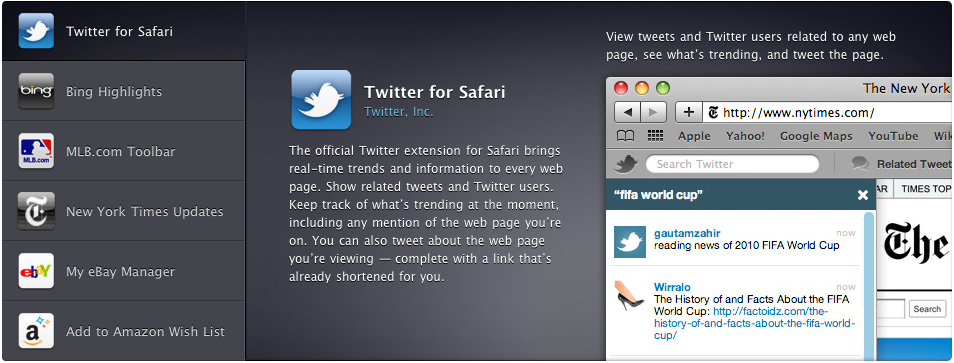 Twitter for Safari
bing
Bing Highlights
MLB.com
MLB.com Toolbar
New York Times Updates
ebay
My eBay Manager
a
Add to Amazon Wish List
Twitter for Safari
Twitter, Inc.
The official Twitter extension for Safari brings
real-time trends and information to every web
page. Show related tweets and Twitter users.
Keep track of what's trending at the moment,
including any mention of the web page you're
on. You can also tweet about the web page
you're viewing — complete with a link that's
already shortened for you.
View tweets and Twitter users related to any web
page, see what's trending, and tweet the page.
The New York
http://www.nytimes.com/
Apple Yahoo! Google Maps YouTube Wik
Search Twitter Related Tweet
“fifa world cup”
AR TIMES TOP
gautamzahir now
reading news of 2010 FIFA World Cup
The
Wirralo now
The History of and Facts About the FIFA
World Cup: http://factoidz.com/the-
history-of-and-facts-about-the-fifa-world-
cup/
Search